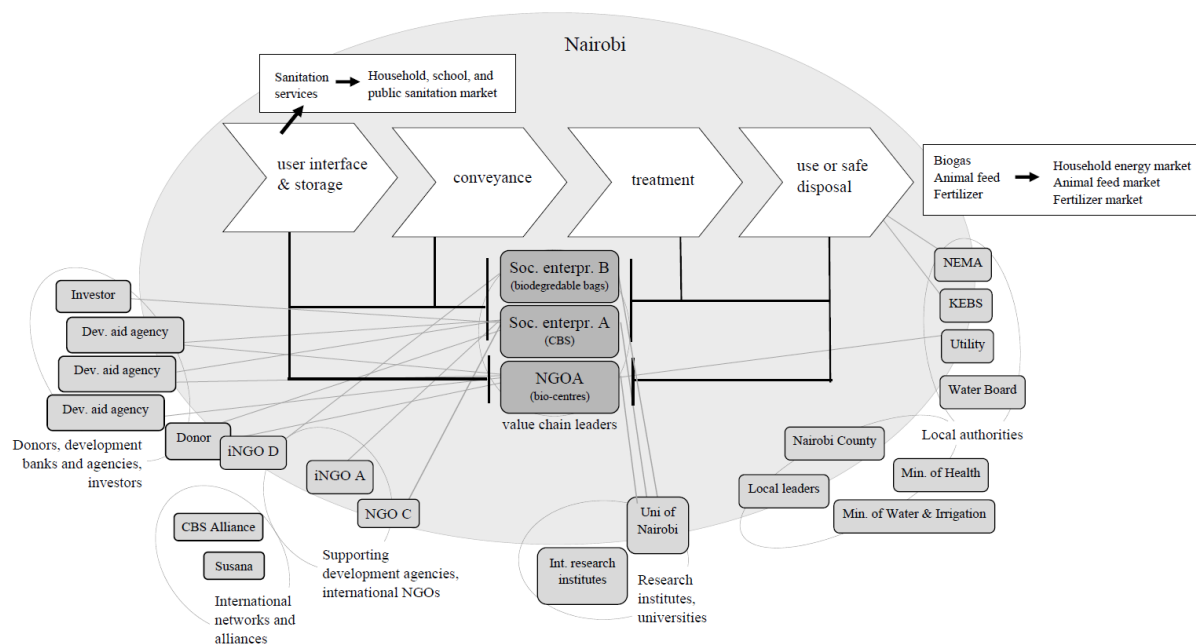 Nairobi
Sanitation
services
Household, school, and
public sanitation market
user interface
& storage
conveyance
treatment
use or safe
disposal
Biogas
Animal feed
Fertilizer
Household energy market
Animal feed market
Fertilizer market
Soc. enterpr. B
(biodegredable bags)
Soc. enterpr. A
(CBS)
NGOA
(bio-centres)
value chain leaders
Investor
Dev. aid agency
Dev. aid agency
Dev. aid agency
Donor
Donors, development
banks and agencies,
investors
iNGO D
iNGO A
NGO C
Supporting
development agencies,
international NGOs
CBS Alliance
Susana
International
networks and
alliances
Uni of
Nairobi
Int. research
institutes
Research
institutes,
universities
NEMA
KEBS
Utility
Water Board
Local authorities
Nairobi County
Local leaders
Min. of Health
Min. of Water & Irrigation